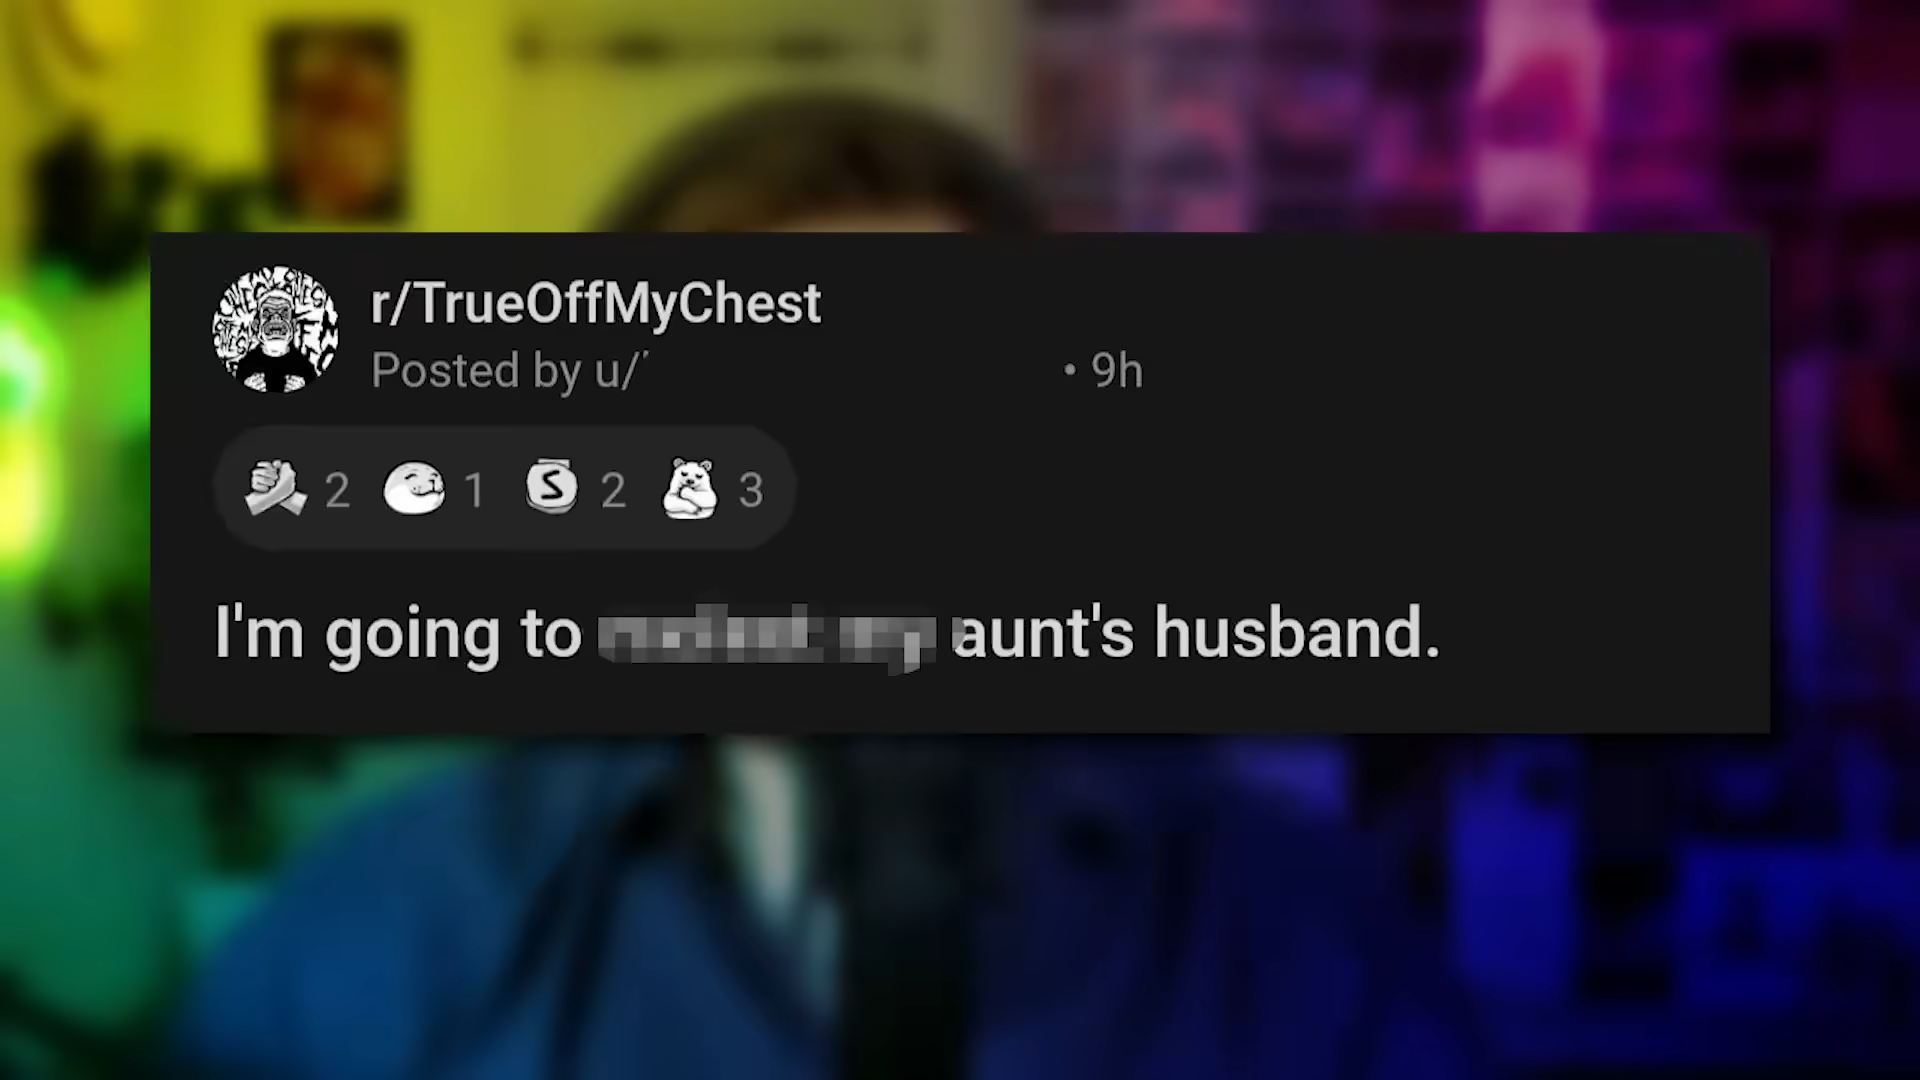 r/TrueOffMyChest
Posted by u/ • 9h
2 1 S 2 3
I'm going to aunt's husband.